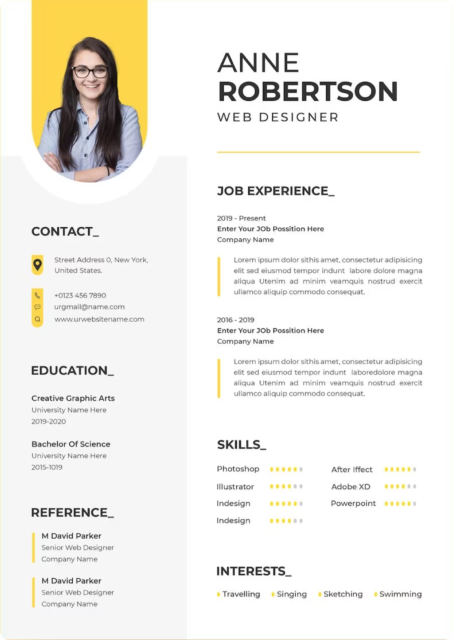 ANNE
ROBERTSON
WEB DESIGNER
CONTACT_
Street Address 0, New York,
United States.
+0123 456 7890
urgmail@name.com
www.urwebsitename.com
EDUCATION_
Creative Graphic Arts
University Name Here
2019-2020
Bachelor Of Science
University Name Here
2015-1019
REFERENCE_
M David Parker
Senior Web Designer
Company Name
M David Parker
Senior Web Designer
Company Name
JOB EXPERIENCE_
2019 - Present
Enter Your JOb Possition Here
Company Name
Lorem ipsum dolor sithis amet, consectetur adipisicing
elit sed eiusmod tempor indunt labore dolore magna
aliqua Utenim ad minim veamquis nostrud exercit
ullamco aliquip commodo consequat.
2016 - 2019
Enter Your JOb Possition Here
Company Name
Lorem ipsum dolor sithis amet, consectetur adipisicing
elit sed eiusmod tempor indunt laboredolore magna
aliqua Utenim ad minim veamquis nostrud exercit
ullamco aliquip commodo consequat.
SKILLS_
Photoshop After Iffect
Illustrator Adobe XD
Indesign Powerpoint
Indesign
INTERESTS_
Travelling Singing Sketching Swimming